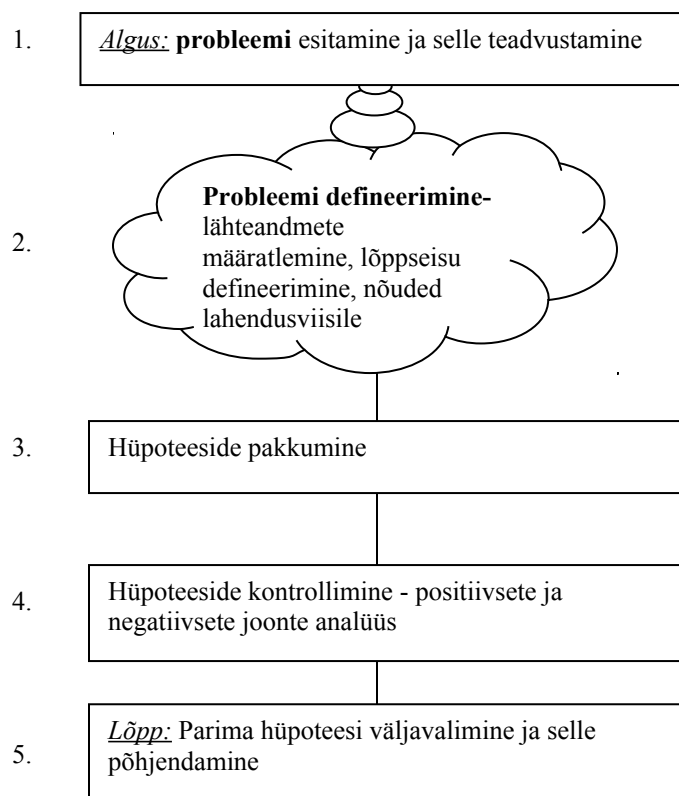 1. Algus: probleemi esitamine ja selle teadvustamine
2. Probleemi defineerimine-
lähteandmete
määratlemine, lõppseisu
defineerimine, nõuded
lahendusviisile
3. Hüpoteeside pakkumine
4. Hüpoteeside kontrollimine - positiivsete ja
negatiivsete joonte analüüs
5. Lõpp: Parima hüpoteesi väljavalimine ja selle
põhjendamine